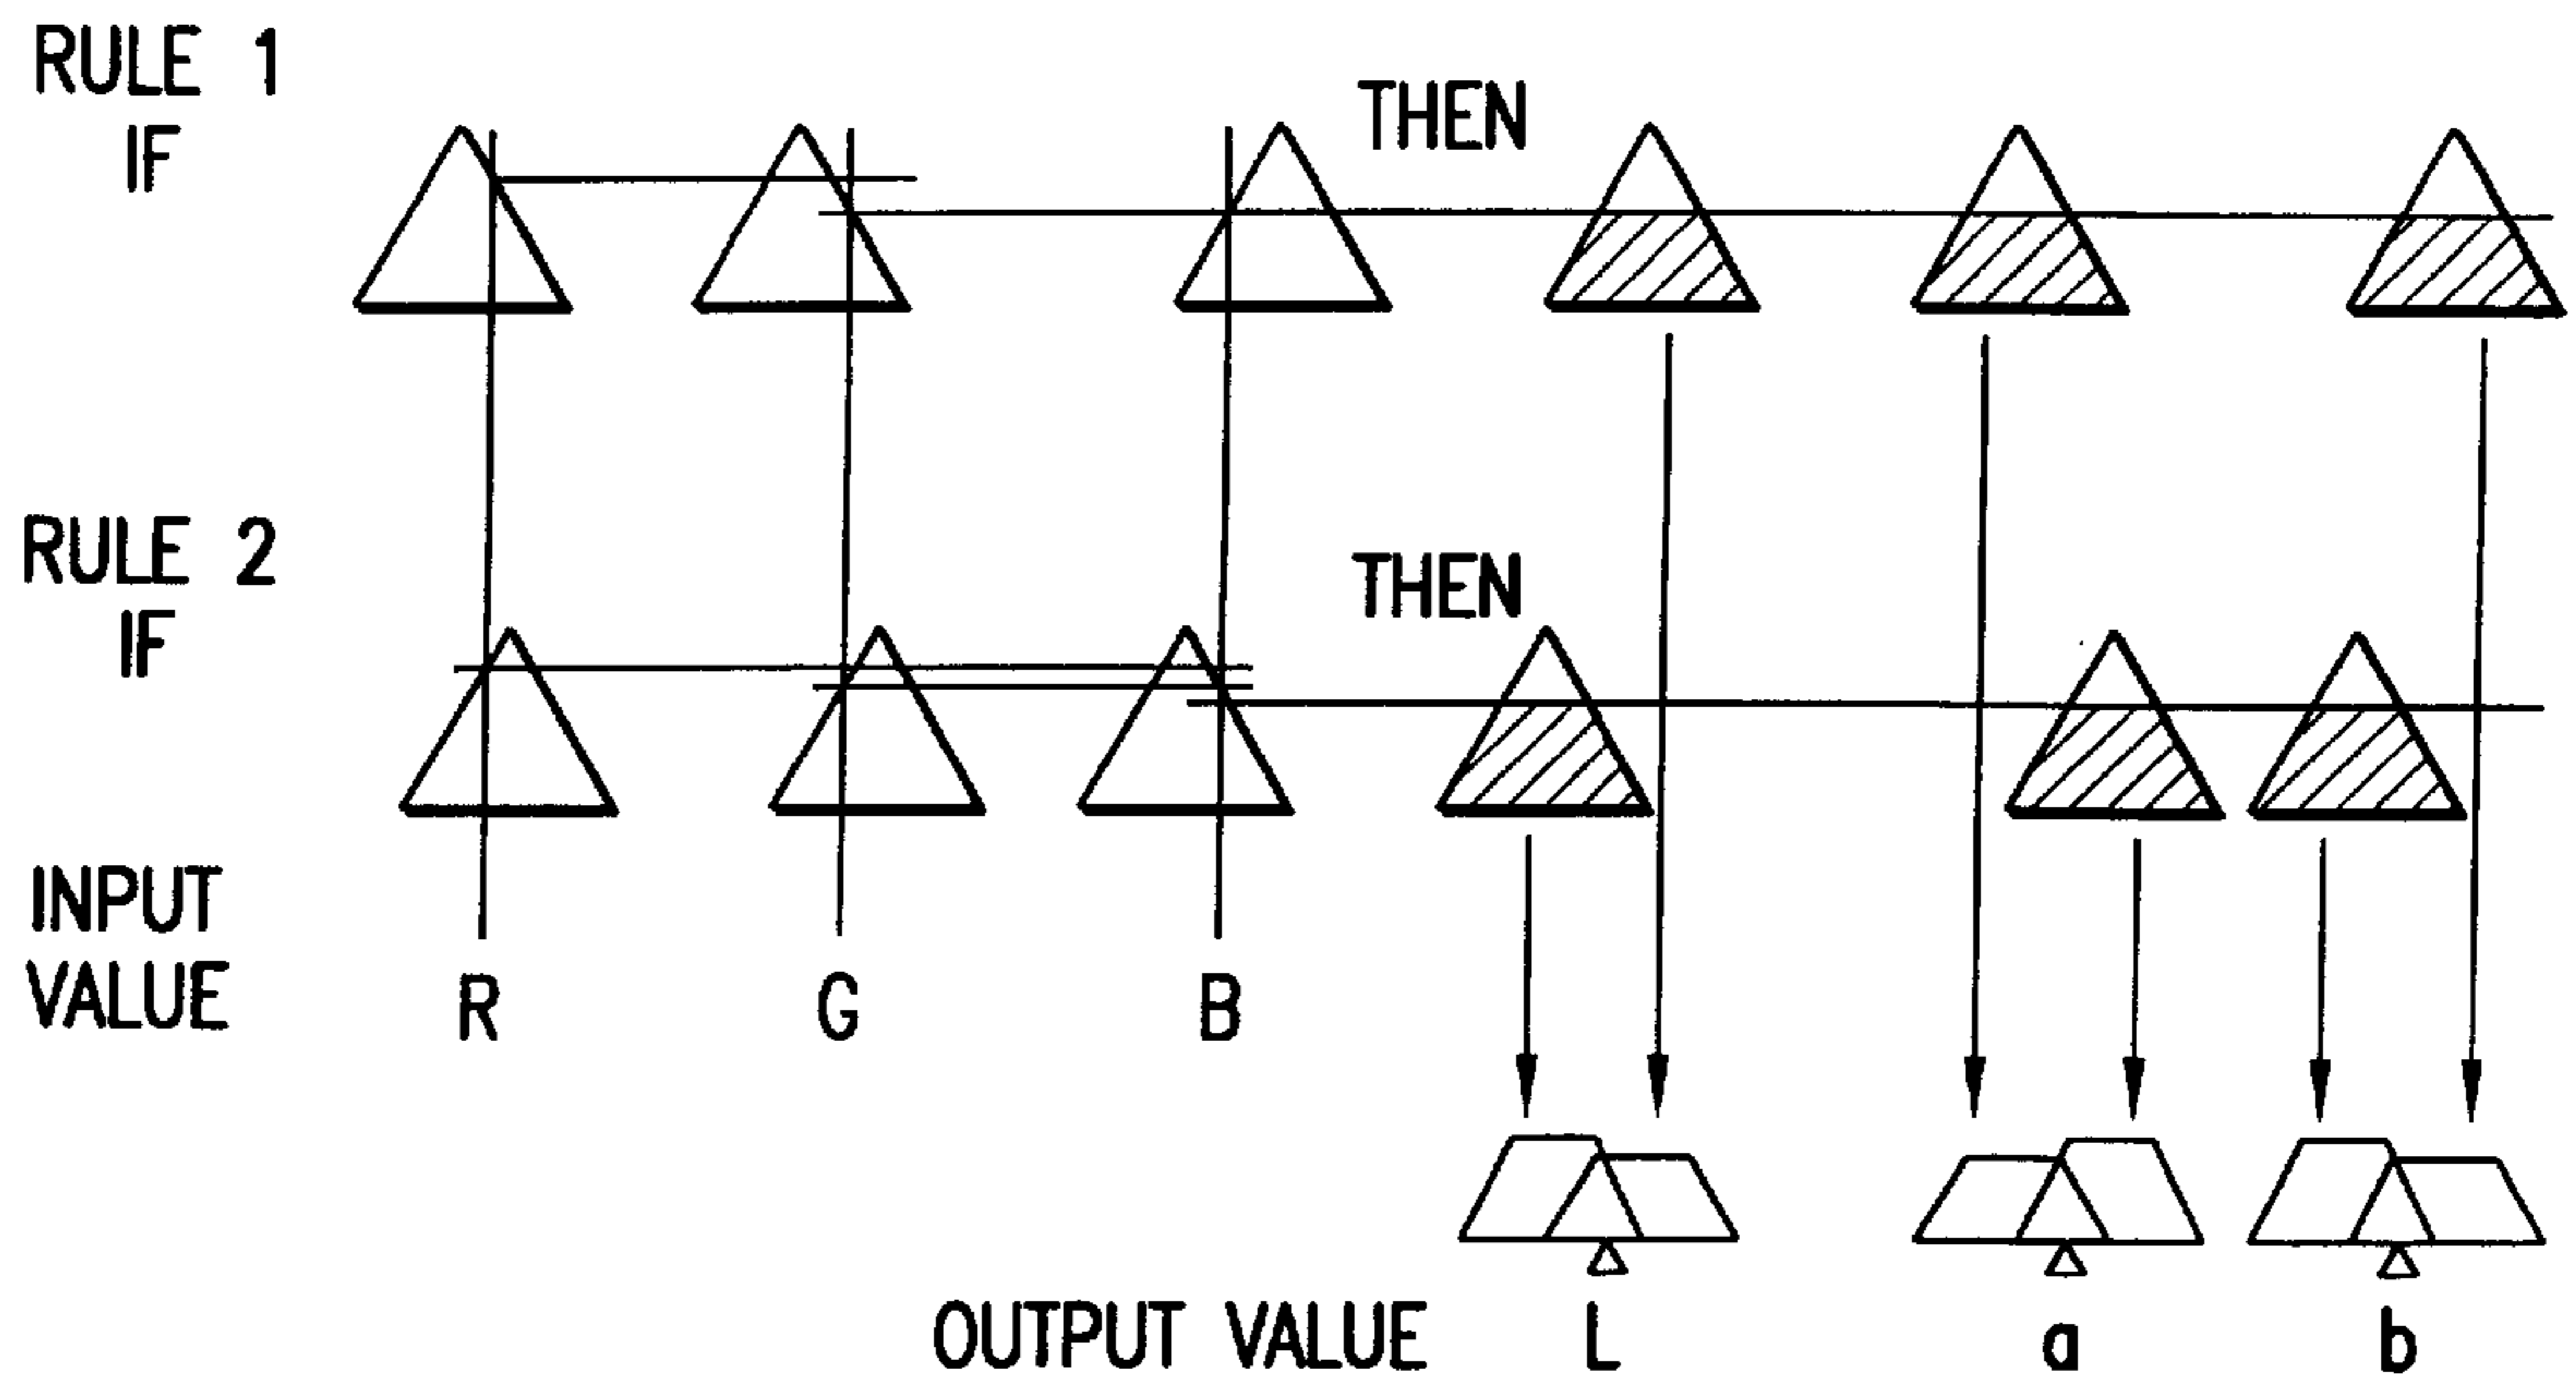 RULE 1
IF
THEN
RULE 2
IF
THEN
INPUT
VALUE
R G B
OUTPUT VALUE L a b